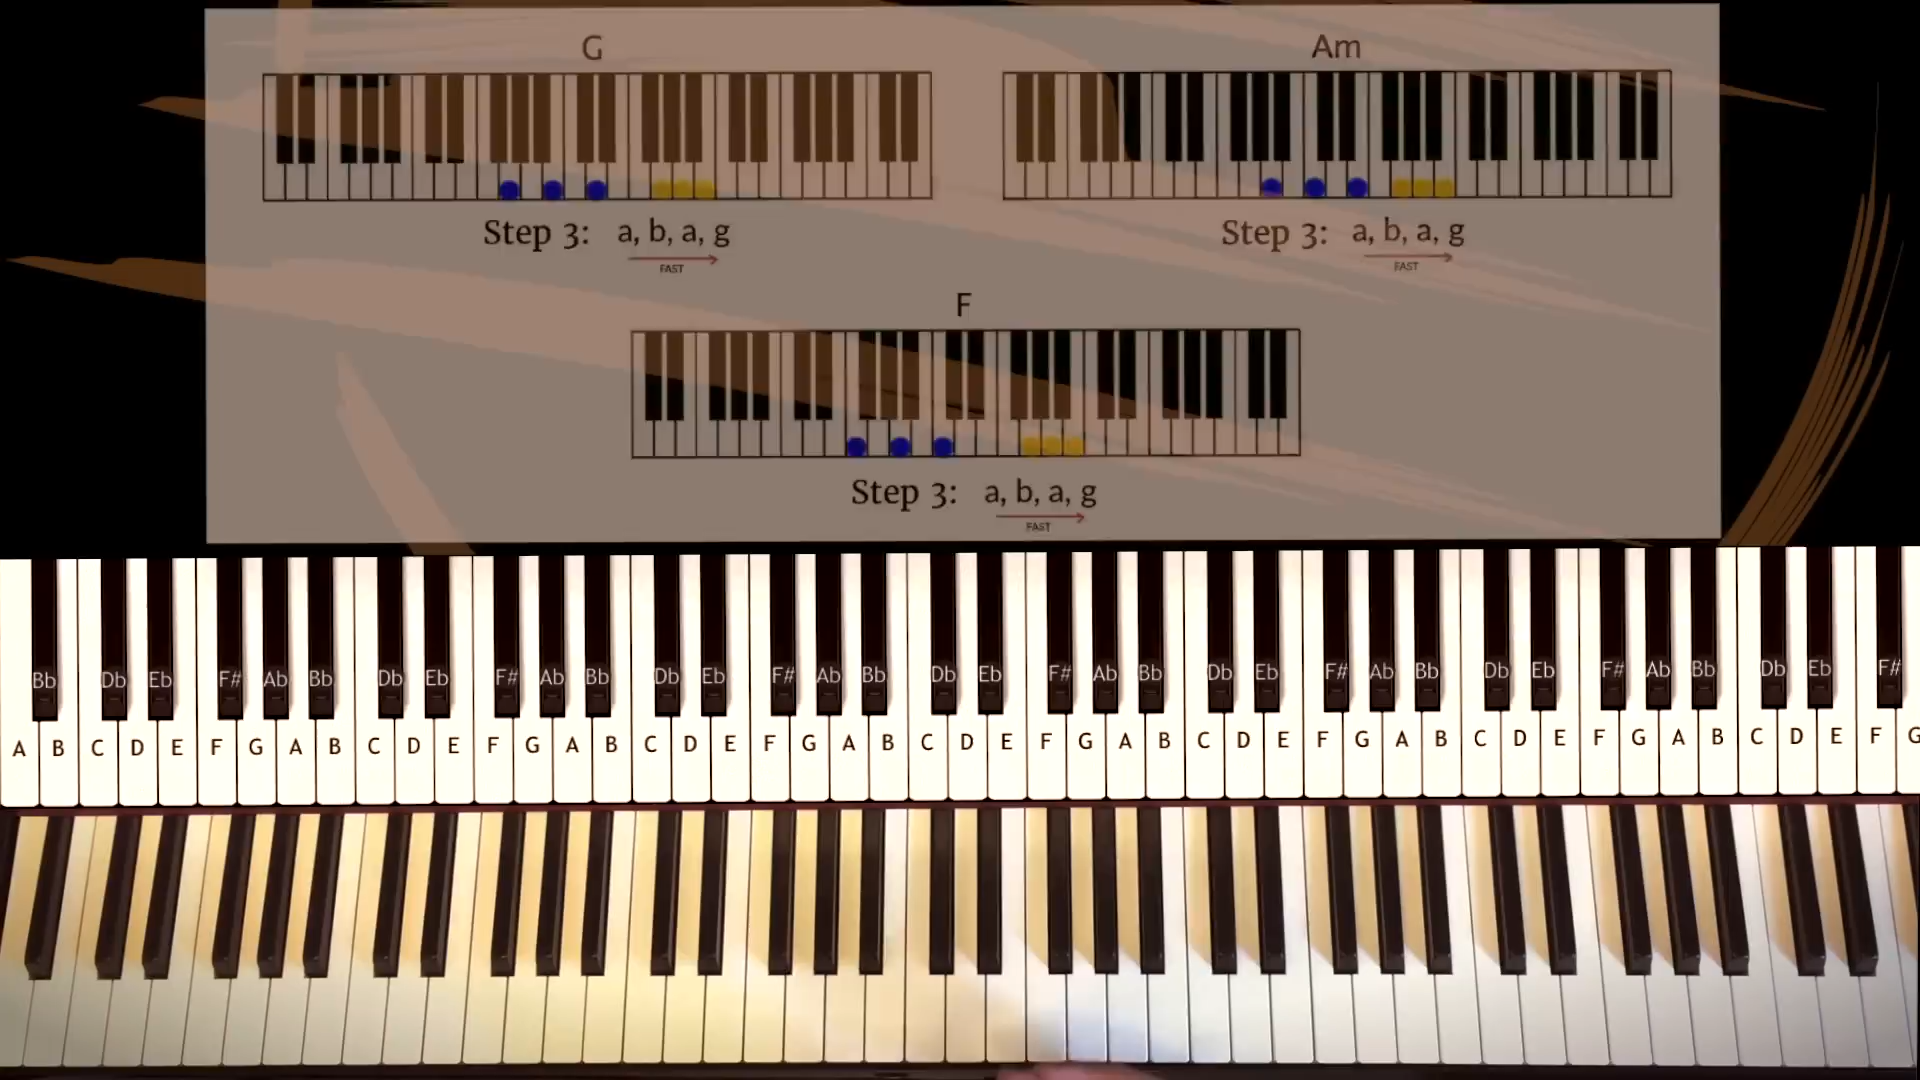 G
Step 3: a, b, a, g
FAST
Am
Step 3: a, b, a, g
FAST
F
Step 3: a, b, a, g
FAST
Bb Db Eb F# Ab Bb Db Eb F# Ab Bb Db Eb F# Ab Bb Db Eb F# Ab Bb Db Eb F# Ab Bb Db Eb F# Ab Bb Db Eb F#
A B C D E F G A B C D E F G A B C D E F G A B C D E F G A B C D E F G A B C D E F G A B C D E F G